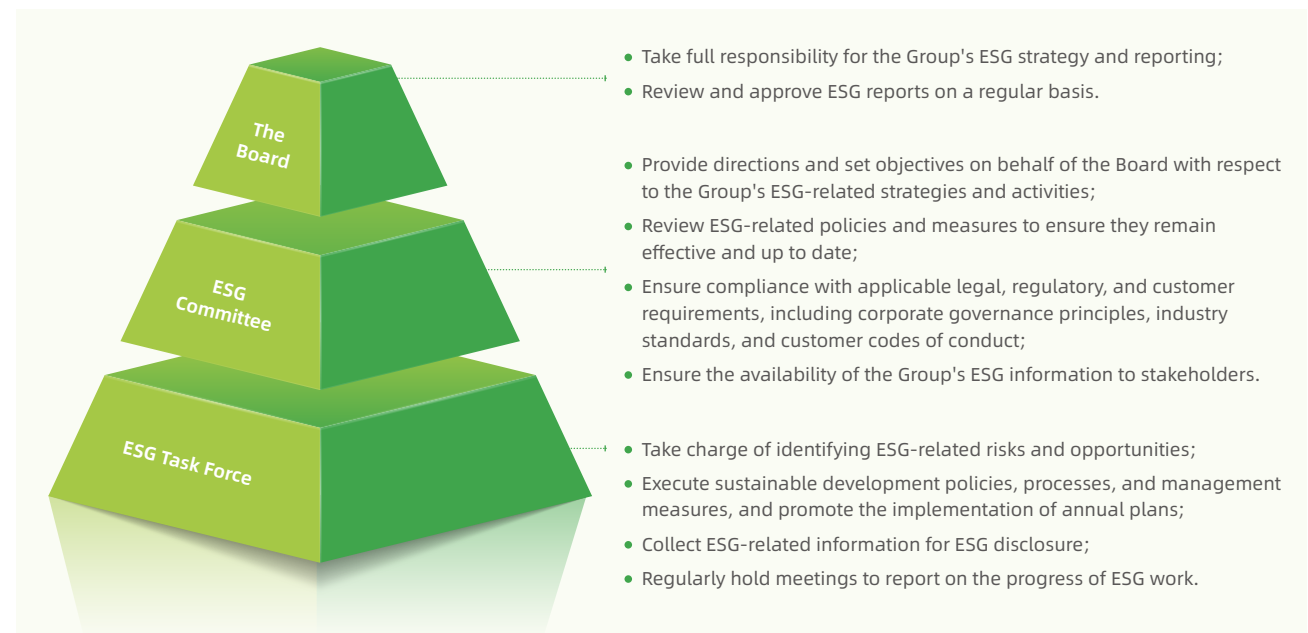 The
Board
• Take full responsibility for the Group's ESG strategy and reporting;
• Review and approve ESG reports on a regular basis.
ESG
Committee
• Provide directions and set objectives on behalf of the Board with respect
to the Group's ESG-related strategies and activities;
• Review ESG-related policies and measures to ensure they remain
effective and up to date;
• Ensure compliance with applicable legal, regulatory, and customer
requirements, including corporate governance principles, industry
standards, and customer codes of conduct;
• Ensure the availability of the Group's ESG information to stakeholders.
ESG Task Force
• Take charge of identifying ESG-related risks and opportunities;
• Execute sustainable development policies, processes, and management
measures, and promote the implementation of annual plans;
• Collect ESG-related information for ESG disclosure;
• Regularly hold meetings to report on the progress of ESG work.